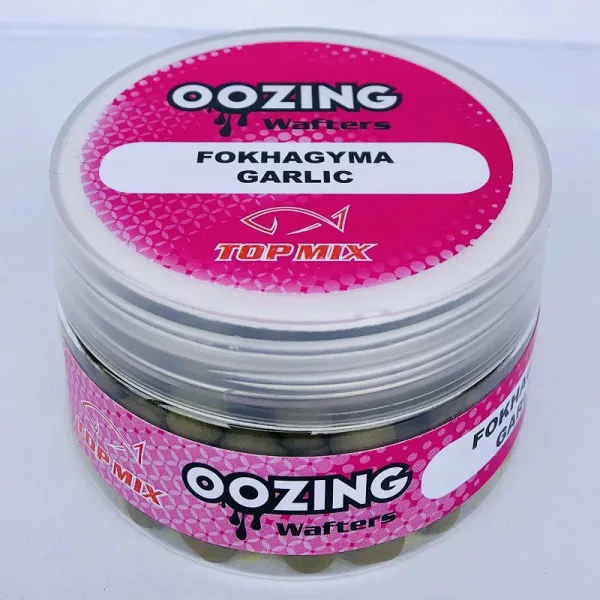 OOZING
Wafters
FOKHAGYMA
GARLIC
TOP MIX
TOP MIX
OOZING
Wafters